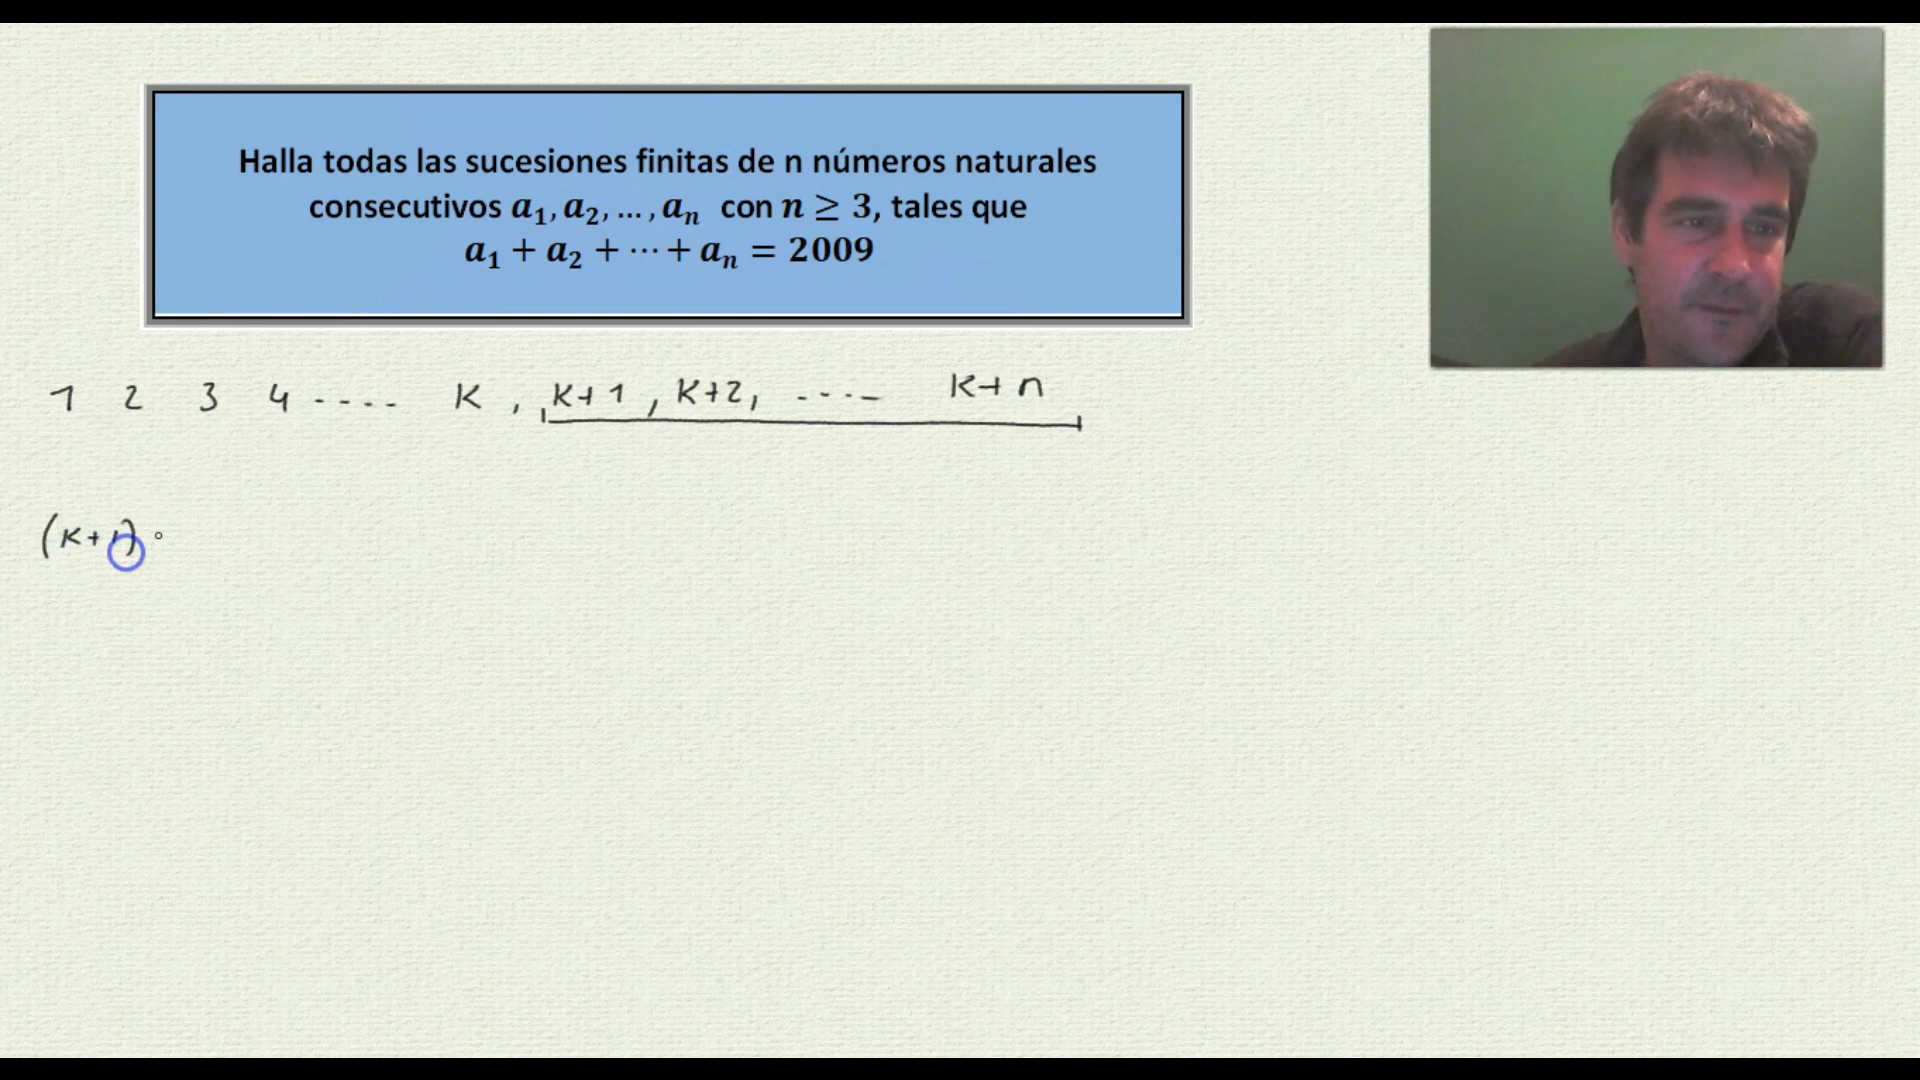 Halla todas las sucesiones finitas de n números naturales
consecutivos a₁, a₂, ... , aₙ con n ≥ 3, tales que
a₁ + a₂ + ⋯ + aₙ = 2009
1 2 3 4 ---- K , K+1 , K+2, ---- K+n
(K+1)